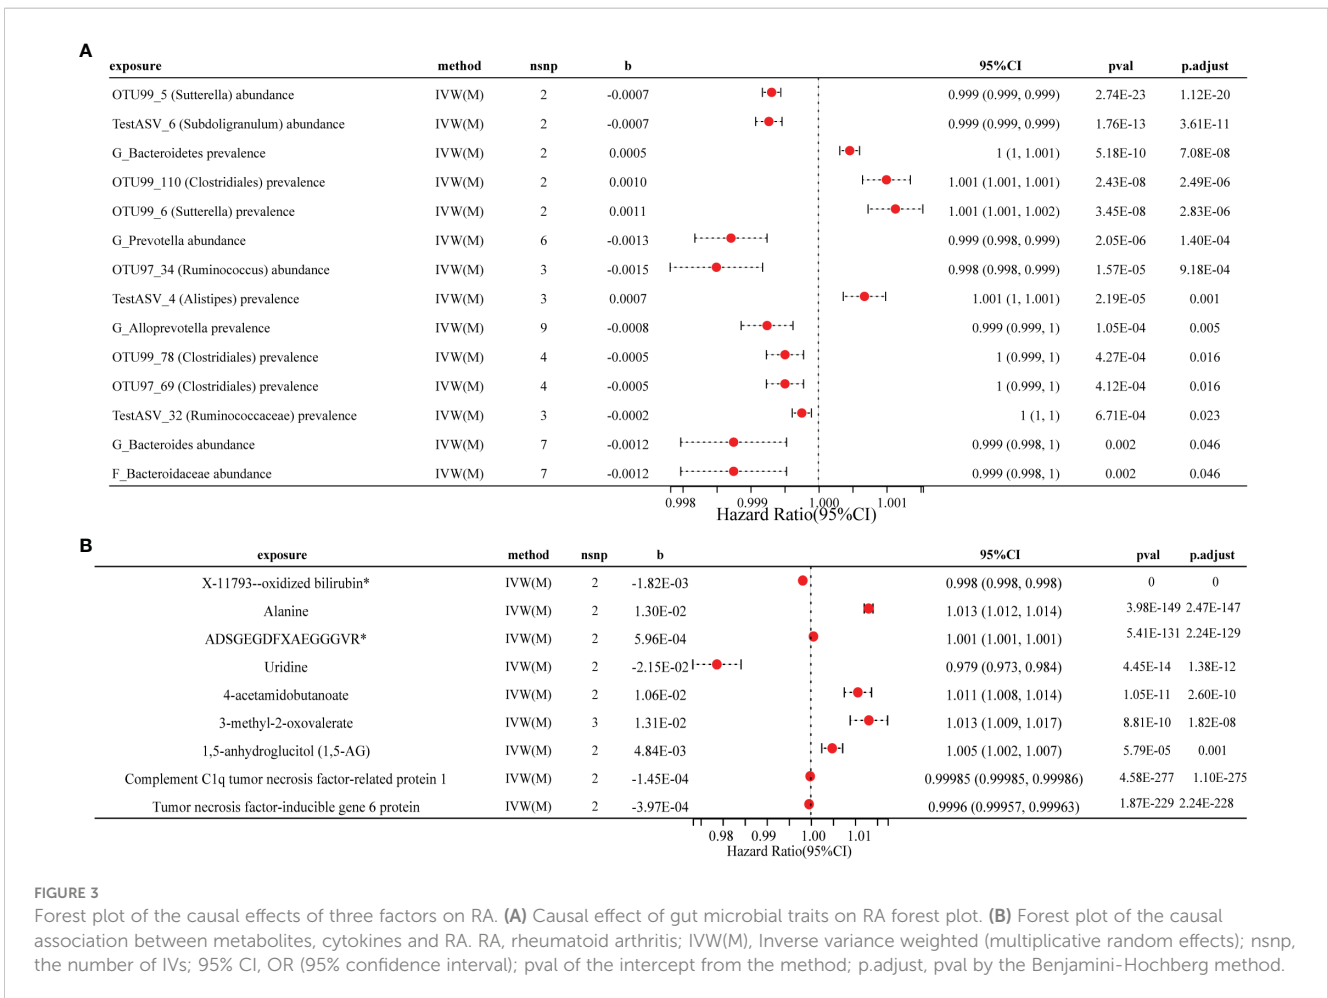 A
exposure method nsnp b 95%CI pval p.adjust
OTU99_5 (Sutterella) abundance IVW(M) 2 -0.0007 0.999 (0.999, 0.999) 2.74E-23 1.12E-20
TestASV_6 (Subdoligranulum) abundance IVW(M) 2 -0.0007 0.999 (0.999, 0.999) 1.76E-13 3.61E-11
G_Bacteroidetes prevalence IVW(M) 2 0.0005 1 (1, 1.001) 5.18E-10 7.08E-08
OTU99_110 (Clostridiales) prevalence IVW(M) 2 0.0010 1.001 (1.001, 1.001) 2.43E-08 2.49E-06
OTU99_6 (Sutterella) prevalence IVW(M) 2 0.0011 1.001 (1.001, 1.002) 3.45E-08 2.83E-06
G_Prevotella abundance IVW(M) 6 -0.0013 0.999 (0.998, 0.999) 2.05E-06 1.40E-04
OTU97_34 (Ruminococcus) abundance IVW(M) 3 -0.0015 0.998 (0.998, 0.999) 1.57E-05 9.18E-04
TestASV_4 (Alistipes) prevalence IVW(M) 3 0.0007 1.001 (1, 1.001) 2.19E-05 0.001
G_Alloprevotella prevalence IVW(M) 9 -0.0008 0.999 (0.999, 1) 1.05E-04 0.005
OTU99_78 (Clostridiales) prevalence IVW(M) 4 -0.0005 1 (0.999, 1) 4.27E-04 0.016
OTU97_69 (Clostridiales) prevalence IVW(M) 4 -0.0005 1 (0.999, 1) 4.12E-04 0.016
TestASV_32 (Ruminococcaceae) prevalence IVW(M) 3 -0.0002 1 (1, 1) 6.71E-04 0.023
G_Bacteroides abundance IVW(M) 7 -0.0012 0.999 (0.998, 1) 0.002 0.046
F_Bacteroidaceae abundance IVW(M) 7 -0.0012 0.999 (0.998, 1) 0.002 0.046
0.998 0.999 1.000 1.001
Hazard Ratio(95%CI)
B
exposure method nsnp b 95%CI pval p.adjust
X-11793--oxidized bilirubin* IVW(M) 2 -1.82E-03 0.998 (0.998, 0.998) 0 0
Alanine IVW(M) 2 1.30E-02 1.013 (1.012, 1.014) 3.98E-149 2.47E-147
ADSGEGDFXAEGGGVR* IVW(M) 2 5.96E-04 1.001 (1.001, 1.001) 5.41E-131 2.24E-129
Uridine IVW(M) 2 -2.15E-02 0.979 (0.973, 0.984) 4.45E-14 1.38E-12
4-acetamidobutanoate IVW(M) 2 1.06E-02 1.011 (1.008, 1.014) 1.05E-11 2.60E-10
3-methyl-2-oxovalerate IVW(M) 3 1.31E-02 1.013 (1.009, 1.017) 8.81E-10 1.82E-08
1,5-anhydroglucitol (1,5-AG) IVW(M) 2 4.84E-03 1.005 (1.002, 1.007) 5.79E-05 0.001
Complement C1q tumor necrosis factor-related protein 1 IVW(M) 2 -1.45E-04 0.99985 (0.99985, 0.99986) 4.58E-277 1.10E-275
Tumor necrosis factor-inducible gene 6 protein IVW(M) 2 -3.97E-04 0.9996 (0.99957, 0.99963) 1.87E-229 2.24E-228
0.98 0.99 1.00 1.01
Hazard Ratio(95%CI)
FIGURE 3
Forest plot of the causal effects of three factors on RA. (A) Causal effect of gut microbial traits on RA forest plot. (B) Forest plot of the causal
association between metabolites, cytokines and RA. RA, rheumatoid arthritis; IVW(M), Inverse variance weighted (multiplicative random effects); nsnp,
the number of IVs; 95% CI, OR (95% confidence interval); pval of the intercept from the method; p.adjust, pval by the Benjamini-Hochberg method.